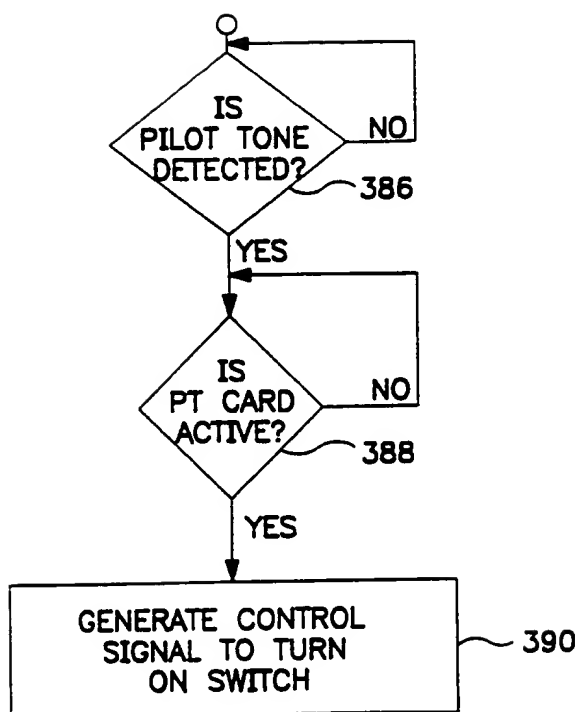 IS
PILOT TONE
DETECTED?
NO
386
YES
IS
PT CARD
ACTIVE?
NO
388
YES
GENERATE CONTROL
SIGNAL TO TURN
ON SWITCH
390